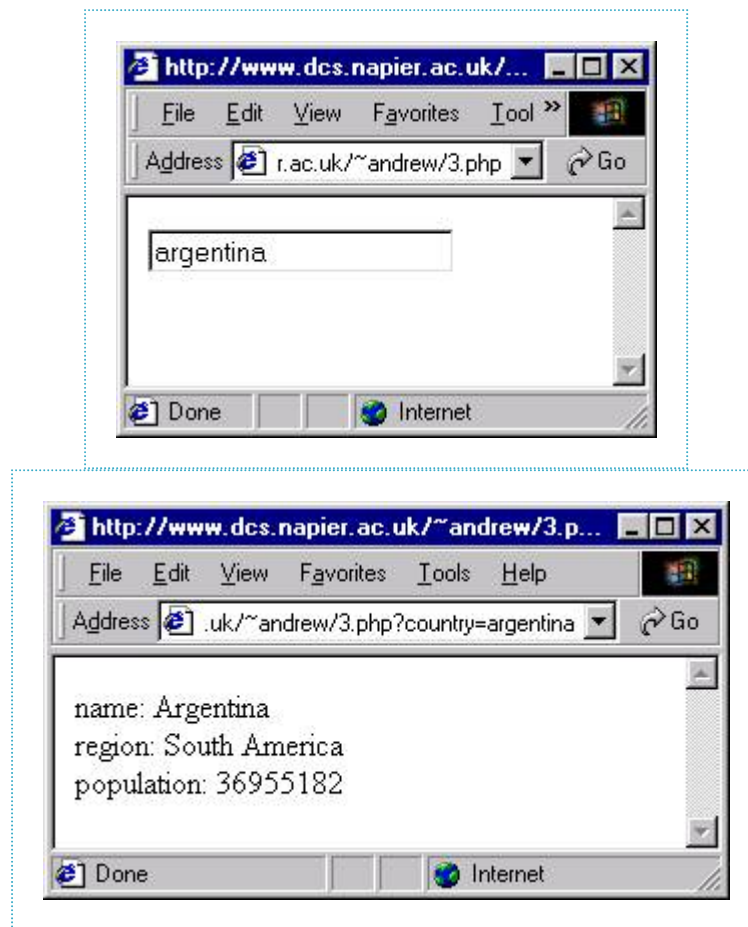 http://www.dcs.napier.ac.uk/...
File Edit View Favorites Tool »
Address r.ac.uk/~andrew/3.php Go
argentina
Done Internet
http://www.dcs.napier.ac.uk/~andrew/3.p...
File Edit View Favorites Tools Help
Address .uk/~andrew/3.php?country=argentina Go
name: Argentina
region: South America
population: 36955182
Done Internet